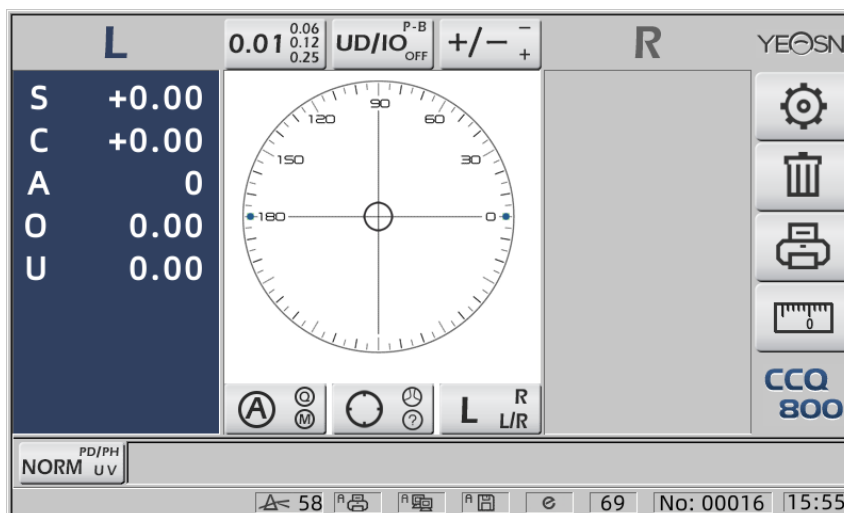 L
0.01 0.06 0.12 0.25
UD/IO P-B OFF
+/− − +
R
YEOSN
S +0.00
C +0.00
A 0
O 0.00
U 0.00
90
120 60
150 30
180 0
0
A Q M
?
L R L/R
CCQ
800
NORM PD/PH UV
58
A
A
A
e
69
No: 00016
15:55